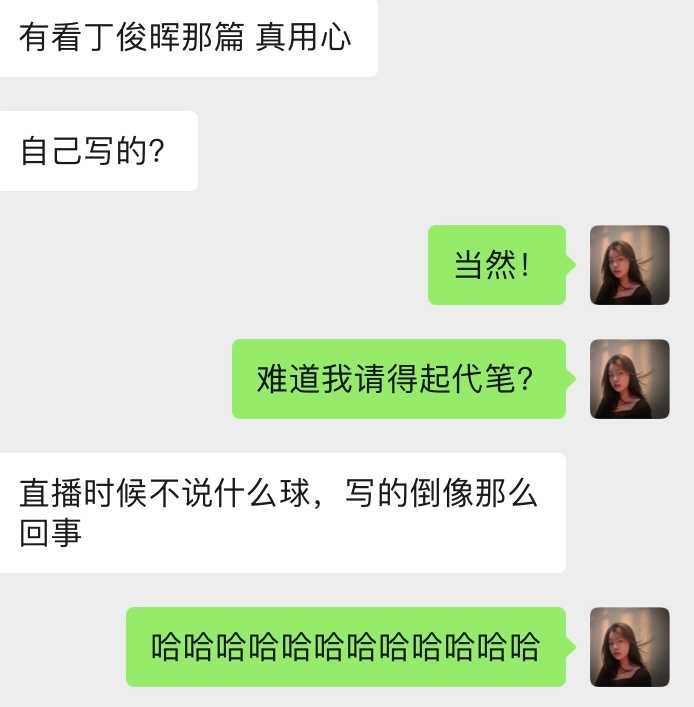 有看丁俊晖那篇 真用心
自己写的?
当然!
难道我请得起代笔?
直播时候不说什么球，写的倒像那么
回事
哈哈哈哈哈哈哈哈哈哈哈哈